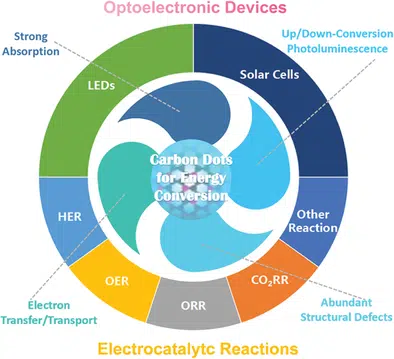 Optoelectronic Devices
Strong
Absorption
Up/Down-Conversion
Photoluminescence
LEDs
Solar Cells
Carbon Dots
for Energy
Conversion
HER
Other
Reaction
OER
ORR
CO₂RR
Electron
Transfer/Transport
Abundant
Structural Defects
Electrocatalytc Reactions